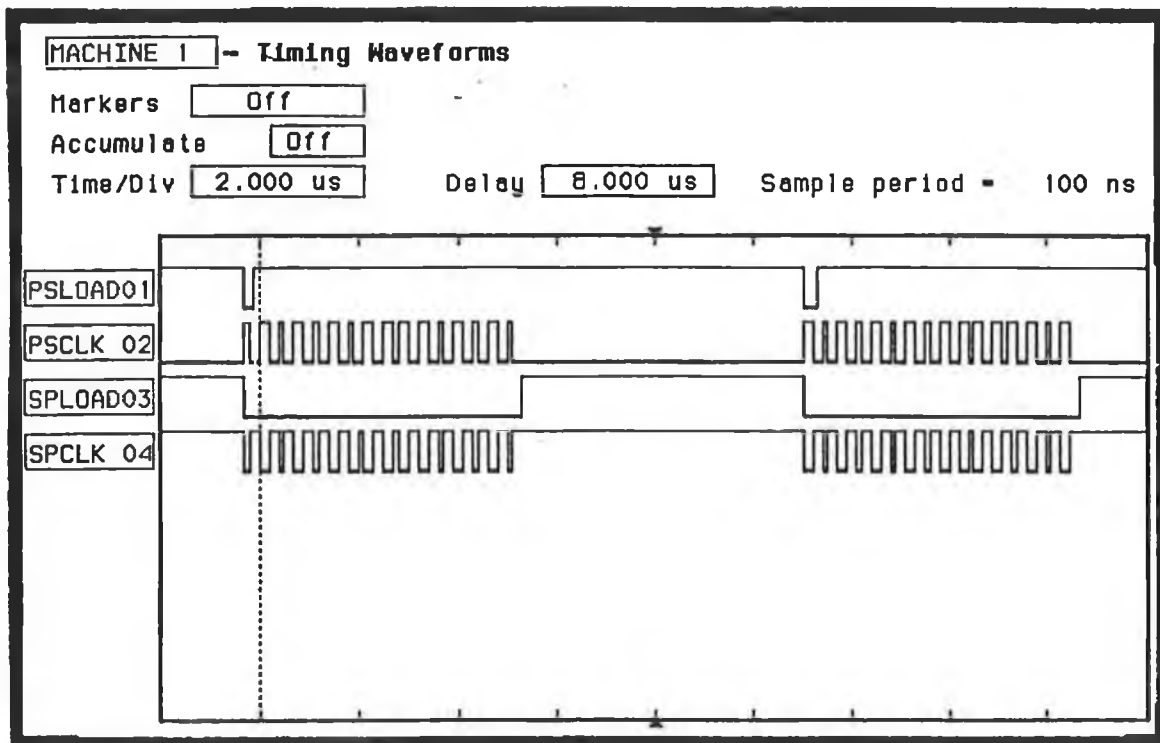 MACHINE 1 - Timing Waveforms
Markers Off
Accumulate Off
Time/Div 2.000 us Delay 8.000 us Sample period = 100 ns
PSLOAD01
PSCLK 02
SPLOAD03
SPCLK 04